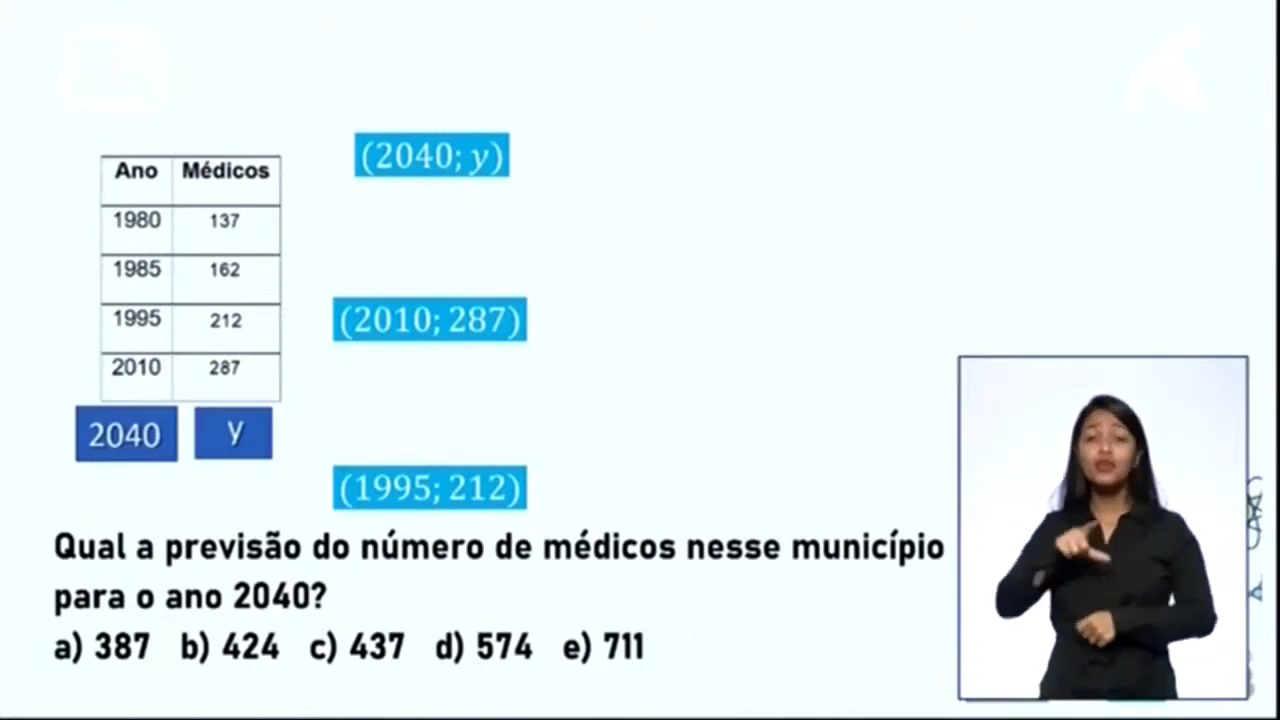 Ano Médicos
1980 137
1985 162
1995 212
2010 287
2040 y
(2040; y)
(2010; 287)
(1995; 212)
Qual a previsão do número de médicos nesse município
para o ano 2040?
a) 387 b) 424 c) 437 d) 574 e) 711